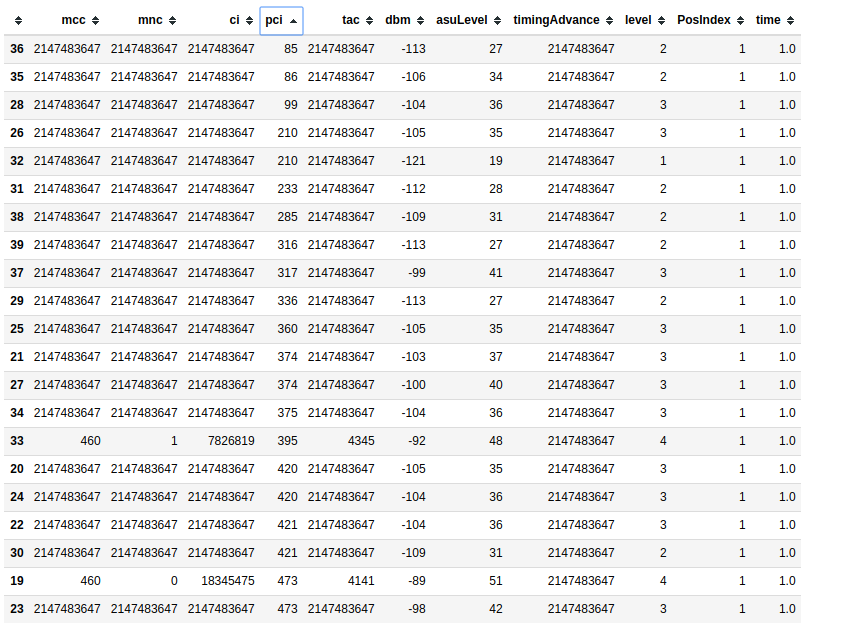 mcc mnc ci pci tac dbm asuLevel timingAdvance level PosIndex time
36 2147483647 2147483647 2147483647 85 2147483647 -113 27 2147483647 2 1 1.0
35 2147483647 2147483647 2147483647 86 2147483647 -106 34 2147483647 2 1 1.0
28 2147483647 2147483647 2147483647 99 2147483647 -104 36 2147483647 3 1 1.0
26 2147483647 2147483647 2147483647 210 2147483647 -105 35 2147483647 3 1 1.0
32 2147483647 2147483647 2147483647 210 2147483647 -121 19 2147483647 1 1 1.0
31 2147483647 2147483647 2147483647 233 2147483647 -112 28 2147483647 2 1 1.0
38 2147483647 2147483647 2147483647 285 2147483647 -109 31 2147483647 2 1 1.0
39 2147483647 2147483647 2147483647 316 2147483647 -113 27 2147483647 2 1 1.0
37 2147483647 2147483647 2147483647 317 2147483647 -99 41 2147483647 3 1 1.0
29 2147483647 2147483647 2147483647 336 2147483647 -113 27 2147483647 2 1 1.0
25 2147483647 2147483647 2147483647 360 2147483647 -105 35 2147483647 3 1 1.0
21 2147483647 2147483647 2147483647 374 2147483647 -103 37 2147483647 3 1 1.0
27 2147483647 2147483647 2147483647 374 2147483647 -100 40 2147483647 3 1 1.0
34 2147483647 2147483647 2147483647 375 2147483647 -104 36 2147483647 3 1 1.0
33 460 1 7826819 395 4345 -92 48 2147483647 4 1 1.0
20 2147483647 2147483647 2147483647 420 2147483647 -105 35 2147483647 3 1 1.0
24 2147483647 2147483647 2147483647 420 2147483647 -104 36 2147483647 3 1 1.0
22 2147483647 2147483647 2147483647 421 2147483647 -104 36 2147483647 3 1 1.0
30 2147483647 2147483647 2147483647 421 2147483647 -109 31 2147483647 2 1 1.0
19 460 0 18345475 473 4141 -89 51 2147483647 4 1 1.0
23 2147483647 2147483647 2147483647 473 2147483647 -98 42 2147483647 3 1 1.0